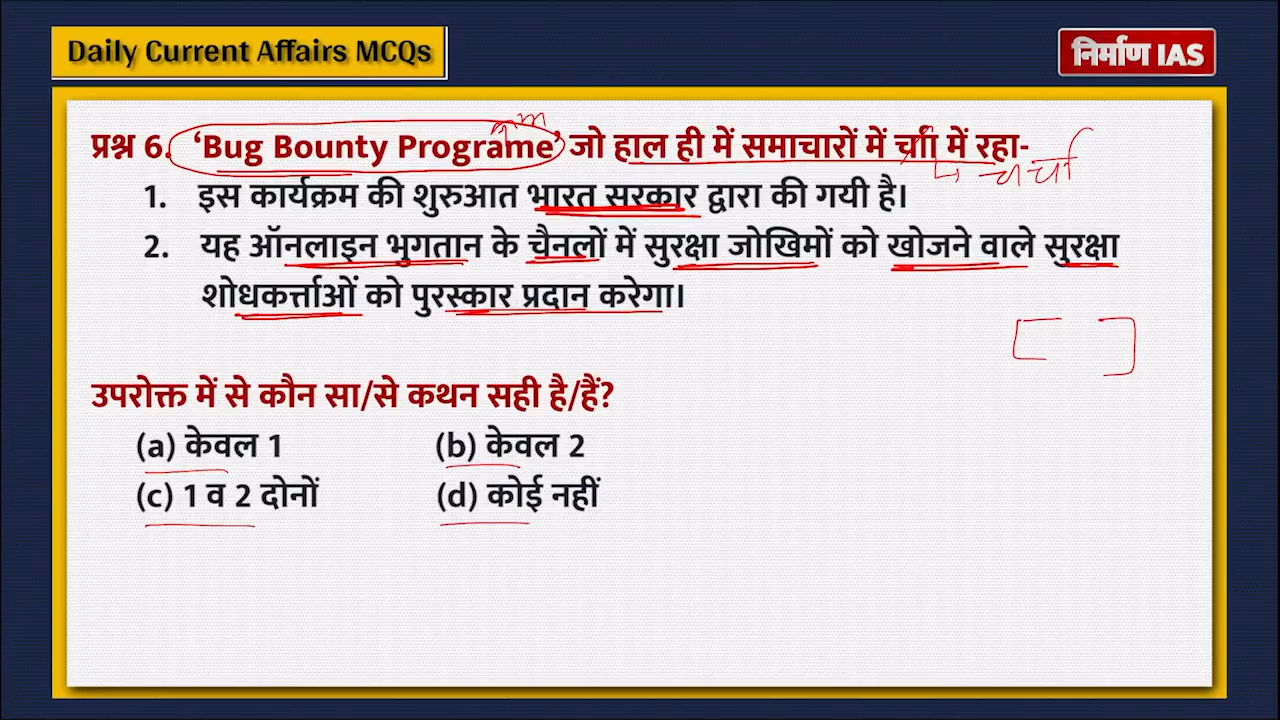 Daily Current Affairs MCQs
निर्माण IAS
प्रश्न 6. ‘Bug Bounty Programe’ जो हाल ही में समाचारों में र्चा में रहा-
am
चर्चा
1. इस कार्यक्रम की शुरुआत भारत सरकार द्वारा की गयी है।
2. यह ऑनलाइन भुगतान के चैनलों में सुरक्षा जोखिमों को खोजने वाले सुरक्षा
शोधकर्त्ताओं को पुरस्कार प्रदान करेगा।
उपरोक्त में से कौन सा/से कथन सही है/हैं?
(a) केवल 1 (b) केवल 2
(c) 1 व 2 दोनों (d) कोई नहीं